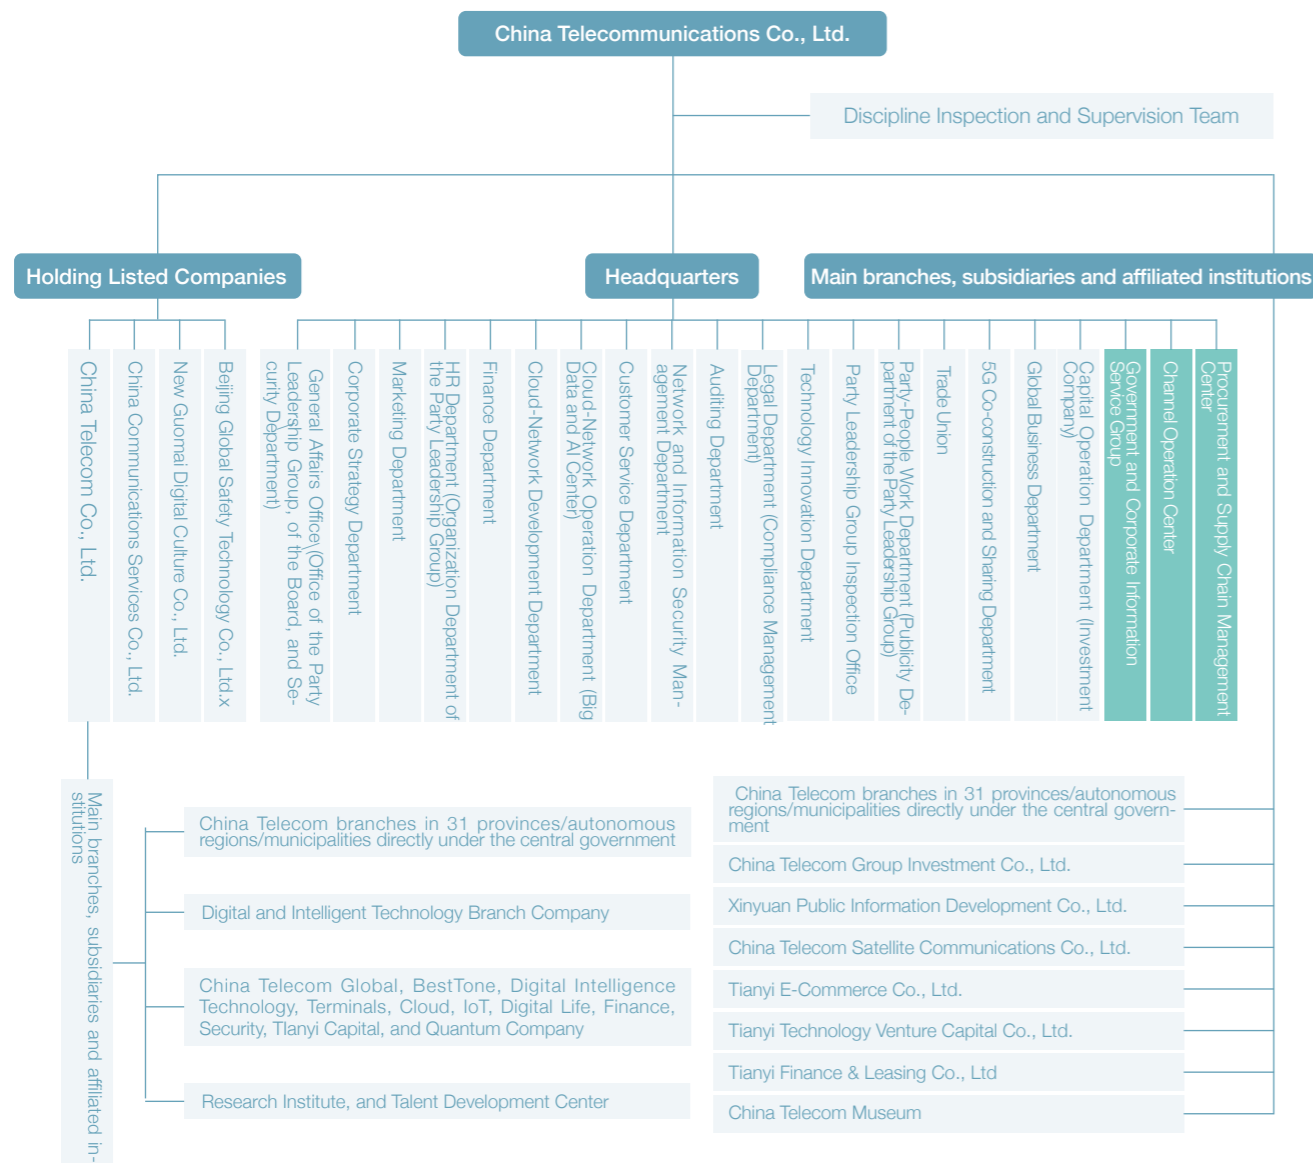 China Telecommunications Co., Ltd.
Discipline Inspection and Supervision Team
Holding Listed Companies
Headquarters
Main branches, subsidiaries and affiliated institutions
China Telecom Co., Ltd.
China Communications Services Co., Ltd.
New Guomai Digital Culture Co., Ltd.
Beijing Global Safety Technology Co., Ltd.x
General Affairs Office\(Office of the Party
Leadership Group, of the Board, and Se-
curity Department)
Corporate Strategy Department
Marketing Department
HR Department (Organization Department of
the Party Leadership Group)
Finance Department
Cloud-Network Development Department
Cloud-Network Operation Department (Big
Data and AI Center)
Customer Service Department
Network and Information Security Man-
agement Department
Auditing Department
Legal Department (Compliance Management
Department)
Technology Innovation Department
Party Leadership Group Inspection Office
Party-People Work Department (Publicity De-
partment of the Party Leadership Group)
Trade Union
5G Co-construction and Sharing Department
Global Business Department
Capital Operation Department (Investment
Company)
Government and Corporate Information
Service Group
Channel Operation Center
Procurement and Supply Chain Management
Center
Main branches, subsidiaries and affiliated in-
stitutions
China Telecom branches in 31 provinces/autonomous
regions/municipalities directly under the central government
Digital and Intelligent Technology Branch Company
China Telecom Global, BestTone, Digital Intelligence
Technology, Terminals, Cloud, IoT, Digital Life, Finance,
Security, TIanyi Capital, and Quantum Company
Research Institute, and Talent Development Center
China Telecom branches in 31 provinces/autonomous
regions/municipalities directly under the central govern-
ment
China Telecom Group Investment Co., Ltd.
Xinyuan Public Information Development Co., Ltd.
China Telecom Satellite Communications Co., Ltd.
Tianyi E-Commerce Co., Ltd.
Tianyi Technology Venture Capital Co., Ltd.
Tianyi Finance & Leasing Co., Ltd
China Telecom Museum